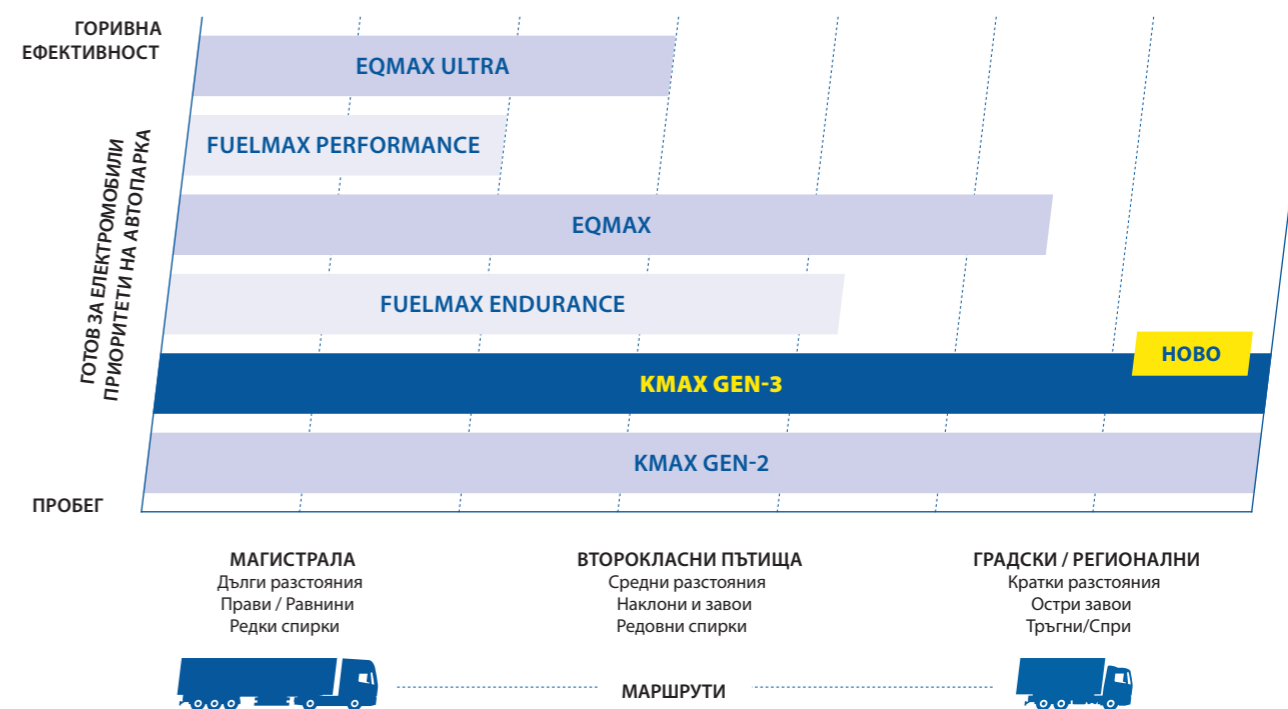 ГОРИВНА
ЕФЕКТИВНОСТ
EQMAX ULTRA
FUELMAX PERFORMANCE
ГОТОВ ЗА ЕЛЕКТРОМОБИЛИ
ПРИОРИТЕТИ НА АВТОПАРКА
EQMAX
FUELMAX ENDURANCE
НОВО
KMAX GEN-3
KMAX GEN-2
ПРОБЕГ
МАГИСТРАЛА
Дълги разстояния
Прави / Равнини
Редки спирки
ВТОРОКЛАСНИ ПЪТИЩА
Средни разстояния
Наклони и завои
Редовни спирки
ГРАДСКИ / РЕГИОНАЛНИ
Кратки разстояния
Остри завои
Тръгни/Спри
МАРШРУТИ